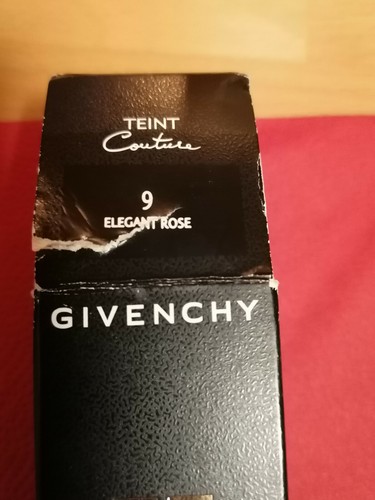 TEINT
Couture
9
ELEGANT ROSE
GIVENCHY